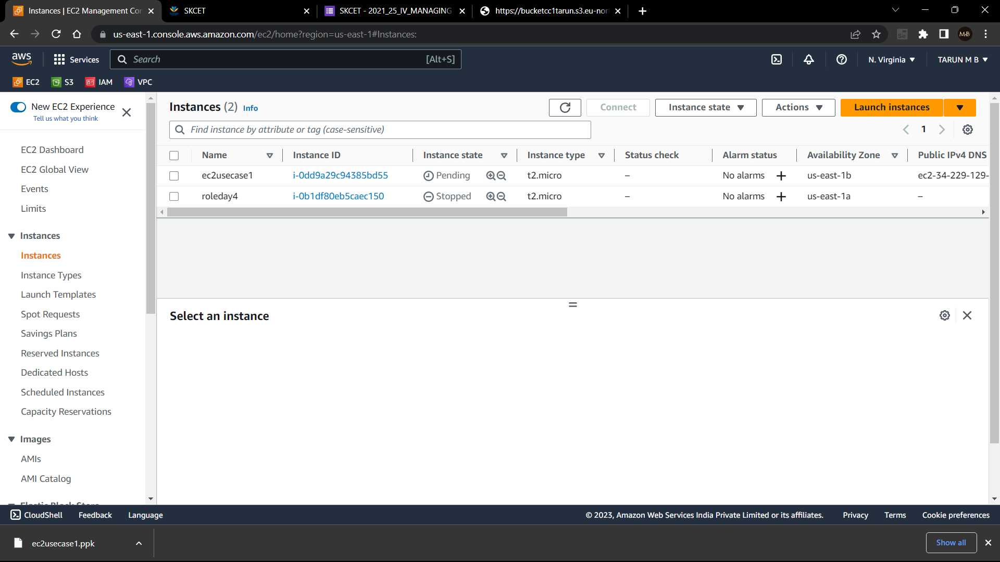 Instances | EC2 Management Con
SKCET
SKCET - 2021_25_IV_MANAGING
https://bucketcc1tarun.s3.eu-nor
us-east-1.console.aws.amazon.com/ec2/home?region=us-east-1#Instances:
Se
M-B
aws
Services
Search
[Alt+S]
N. Virginia
TARUN M B
EC2
S3
IAM
VPC
New EC2 Experience
Tell us what you think
EC2 Dashboard
EC2 Global View
Events
Limits
Instances
Instances
Instance Types
Launch Templates
Spot Requests
Savings Plans
Reserved Instances
Dedicated Hosts
Scheduled Instances
Capacity Reservations
Images
AMIs
AMI Catalog
Elastic Block Store
Instances (2) Info
Connect
Instance state
Actions
Launch instances
Find instance by attribute or tag (case-sensitive)
1
Name Instance ID Instance state Instance type Status check Alarm status Availability Zone Public IPv4 DNS
ec2usecase1 i-0dd9a29c94385bd55 Pending t2.micro – No alarms us-east-1b ec2-34-229-129-
roleday4 i-0b1df80eb5caec150 Stopped t2.micro – No alarms us-east-1a –
Select an instance
CloudShell
Feedback
Language
© 2023, Amazon Web Services India Private Limited or its affiliates.
Privacy
Terms
Cookie preferences
ec2usecase1.ppk
Show all